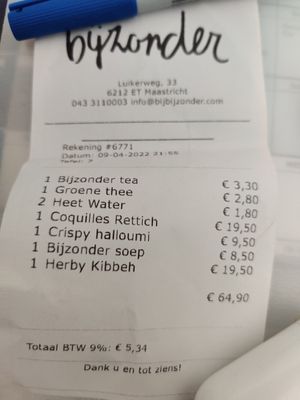 bijzonder
Luikerweg, 33
6212 ET Maastricht
043 3110003 info@bijbijzonder.com
Rekening #6771
Datum: 09-04-2022 21:55
1 Bijzonder tea € 3,30
1 Groene thee € 2,80
2 Heet Water € 1,80
1 Coquilles Rettich € 19,50
1 Crispy halloumi € 9,50
1 Bijzonder soep € 8,50
1 Herby Kibbeh € 19,50
€ 64,90
Totaal BTW 9%: € 5,34
Dank u en tot ziens!